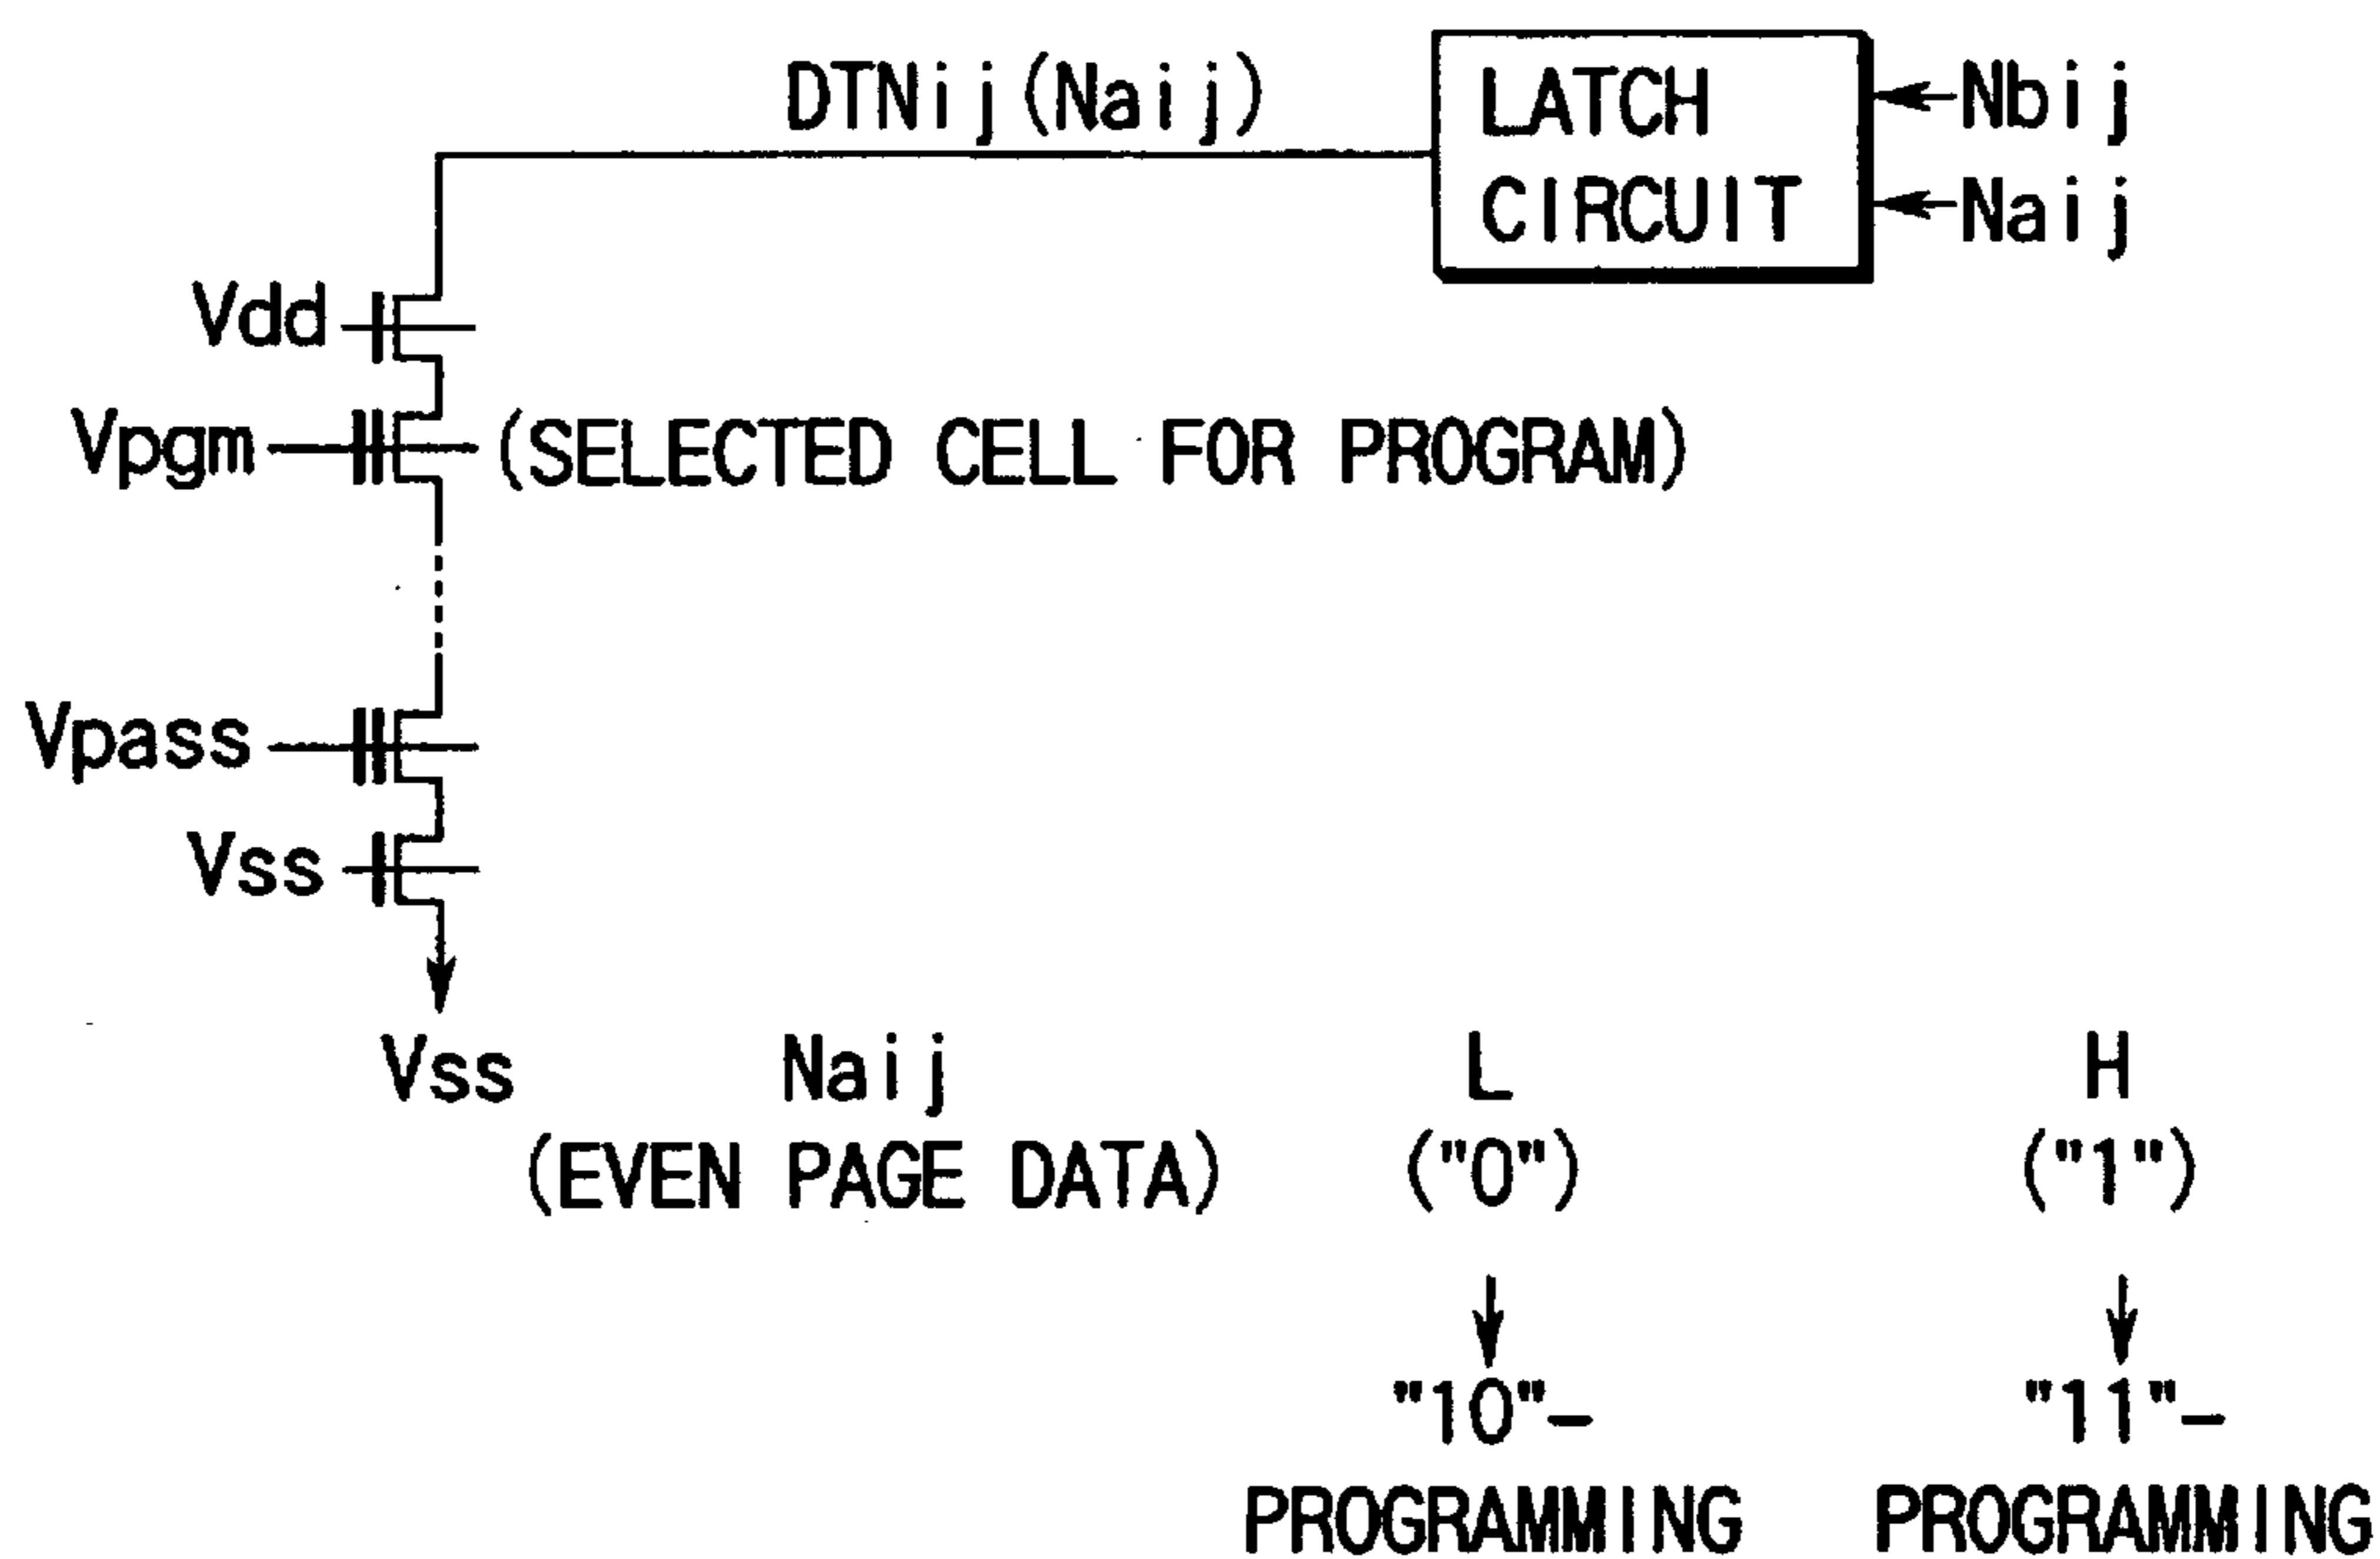 DTNij(Naij)
LATCH
CIRCUIT
Nbij
Naij
Vdd
Vpgm
(SELECTED CELL FOR PROGRAM)
Vpass
Vss
Vss
Naij L H
(EVEN PAGE DATA) ("0") ("1")
"10"– "11"–
PROGRAMMING PROGRAMMING